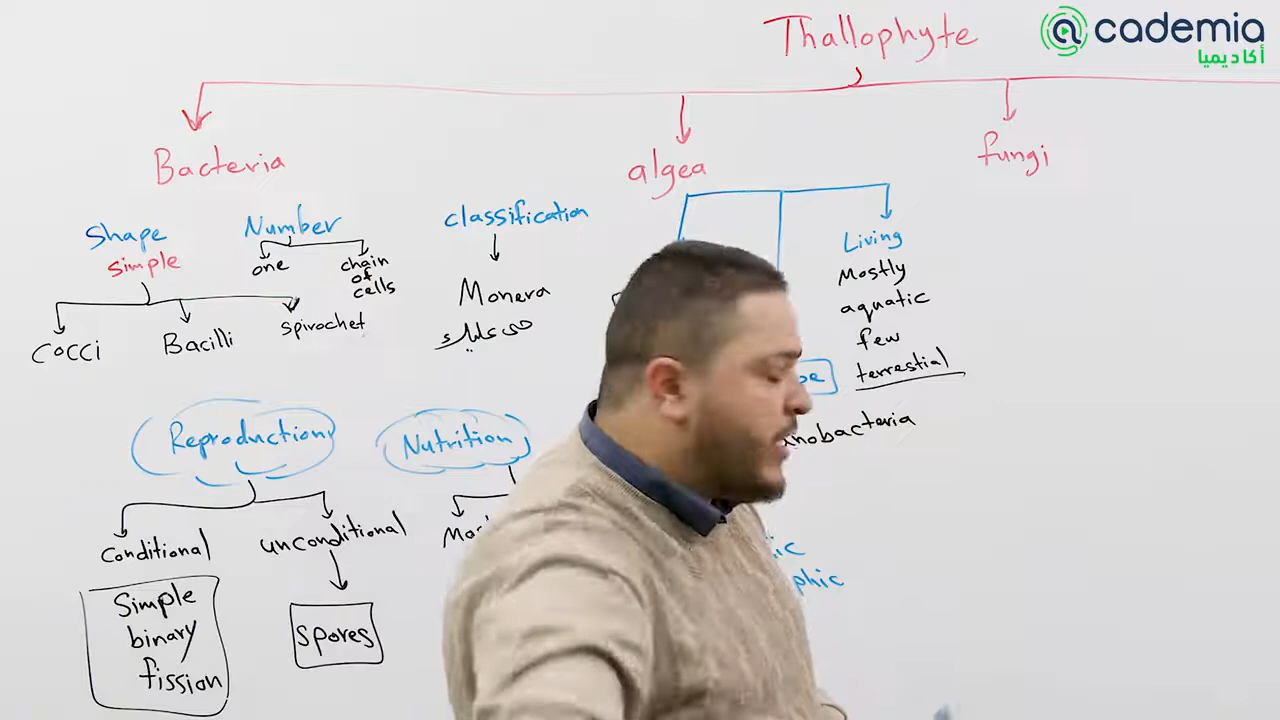 Thallophyte
@cademia
أكاديميا
Bacteria
algea
fungi
Shape
simple
COCCI
Bacilli
spirochet
Number
one
chain
of
cells
classification
Monera
Living
Mostly
aquatic
few
terrestial
Reproduction
conditional
Simple
binary
fission
unconditional
spores
Nutrition